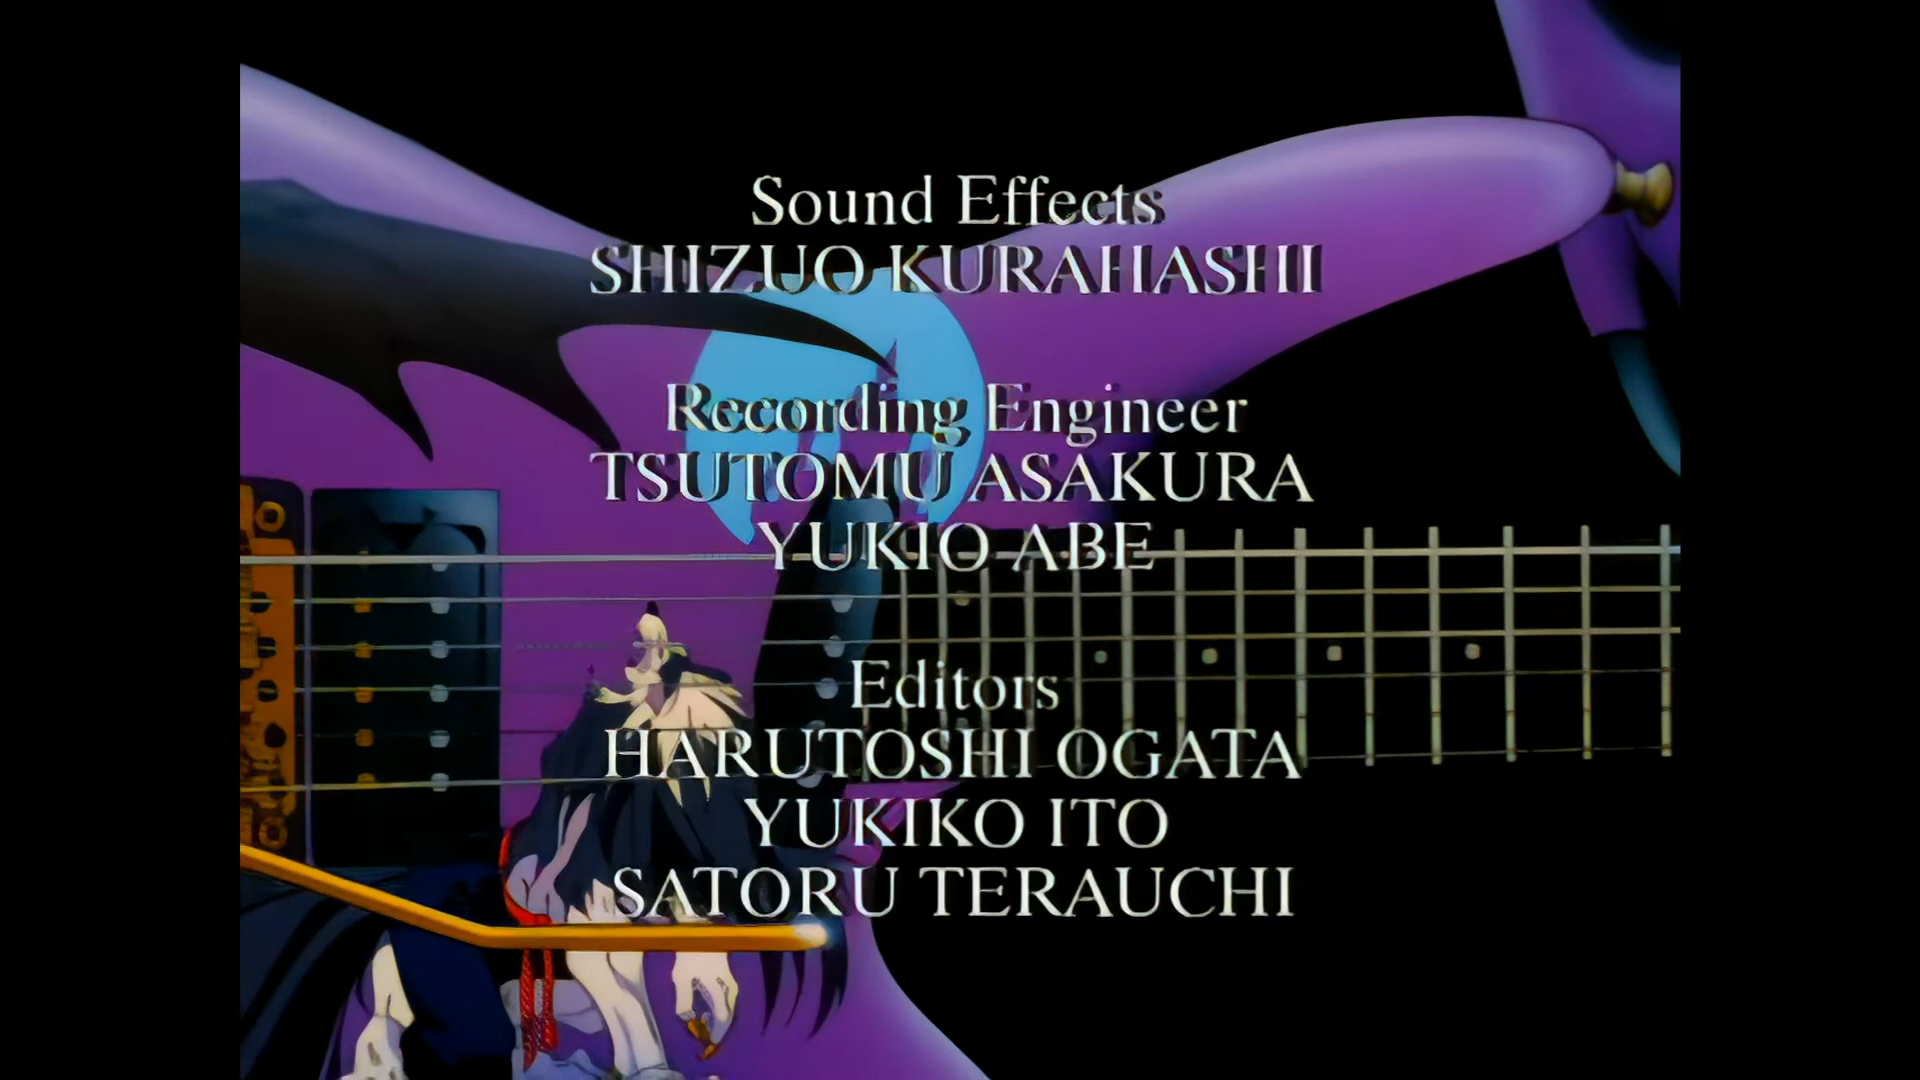 Sound Effects
SHIZUO KURAHASHI
Recording Engineer
TSUTOMU ASAKURA
YUKIO ABE
Editors
HARUTOSHI OGATA
YUKIKO ITO
SATORU TERAUCHI